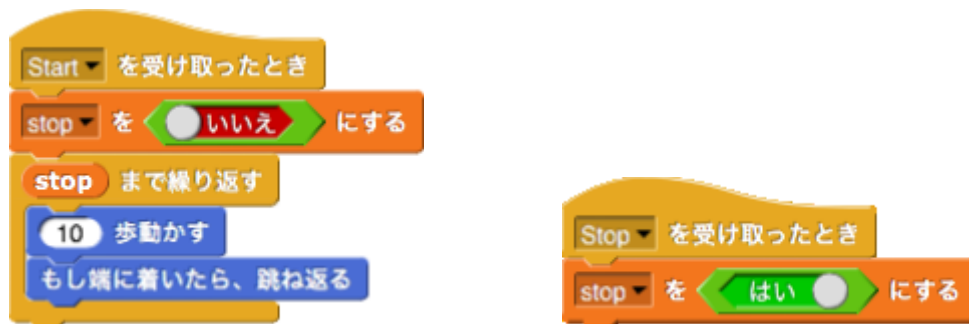 Start を受け取ったとき
stop を いいえ にする
stop まで繰り返す
10 歩動かす
もし端に着いたら、跳ね返る
Stop を受け取ったとき
stop を はい にする